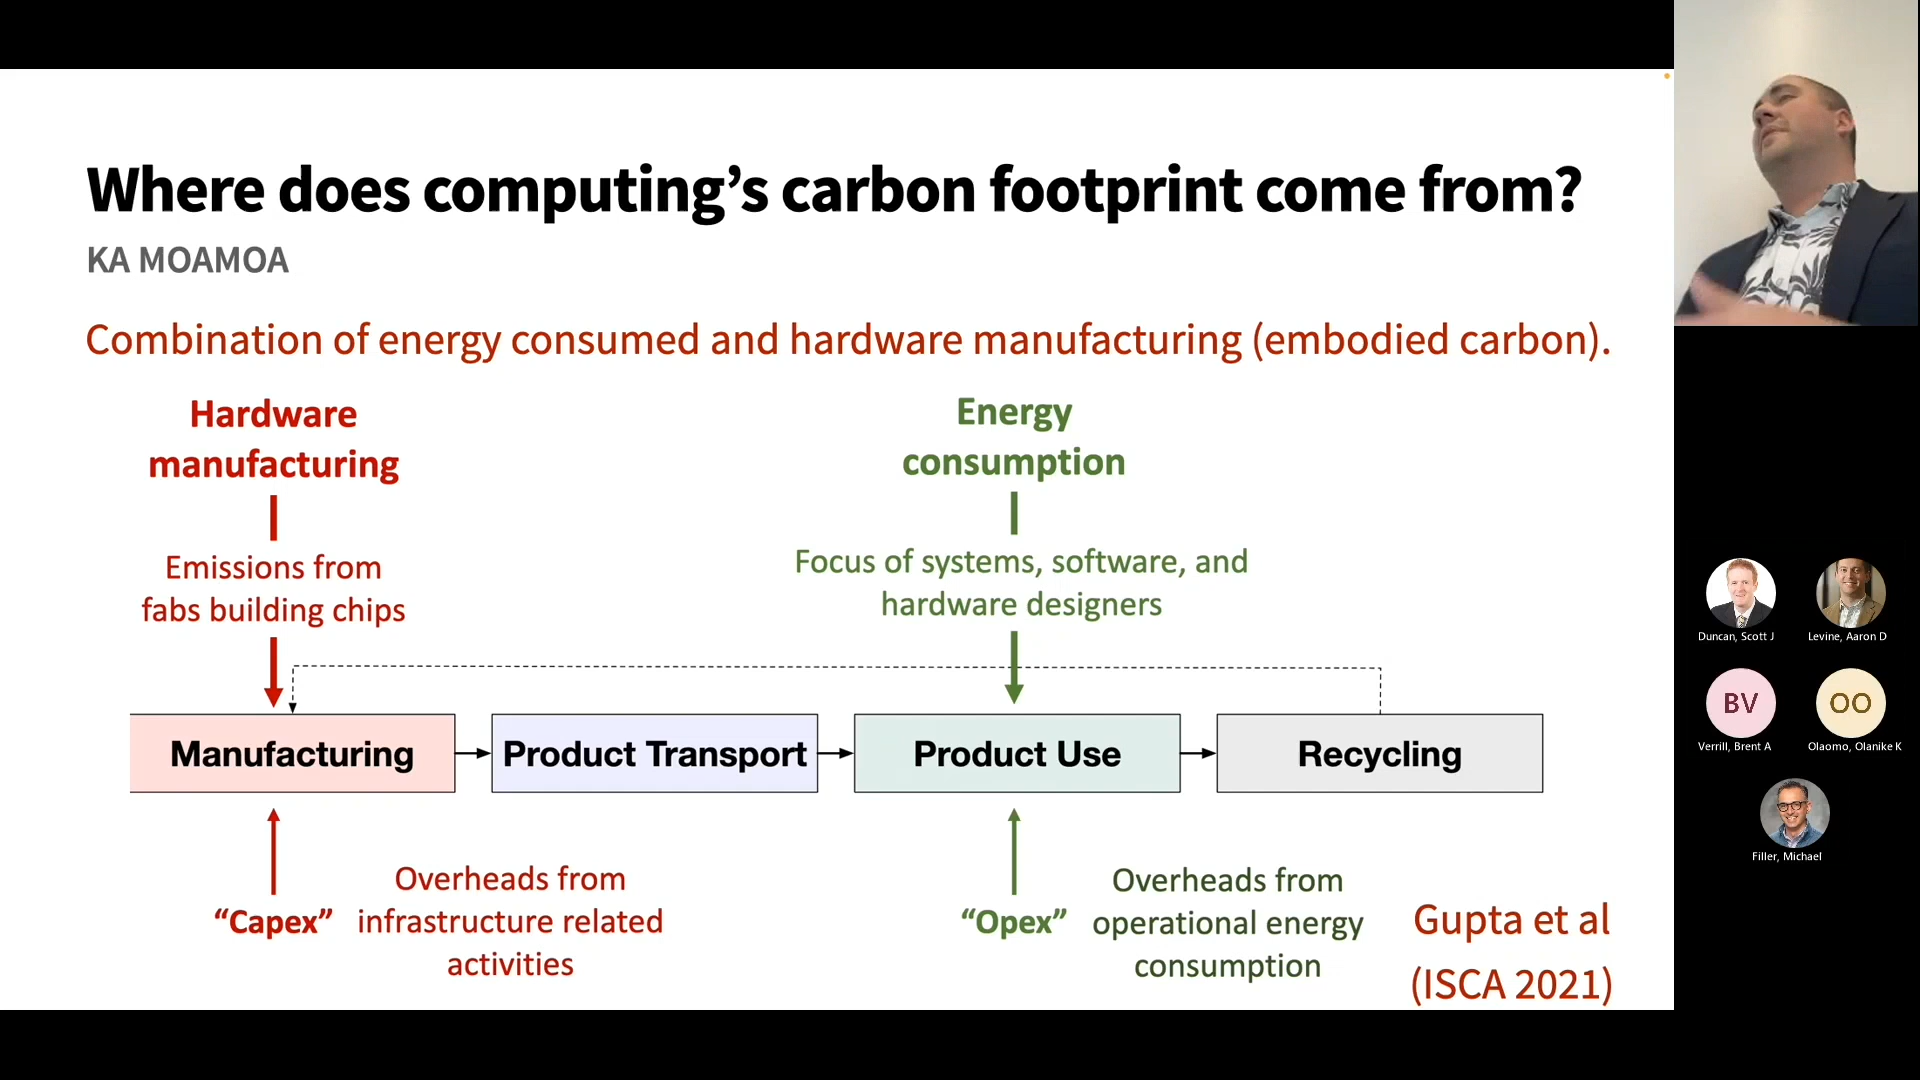 Where does computing’s carbon footprint come from?
KA MOAMOA
Combination of energy consumed and hardware manufacturing (embodied carbon).
Hardware
manufacturing
Energy
consumption
Emissions from
fabs building chips
Focus of systems, software, and
hardware designers
Manufacturing
Product Transport
Product Use
Recycling
“Capex”
Overheads from
infrastructure related
activities
“Opex”
Overheads from
operational energy
consumption
Gupta et al
(ISCA 2021)
Duncan, Scott J
Levine, Aaron D
BV
OO
Verrill, Brent A
Olaomo, Olanike K
Filler, Michael